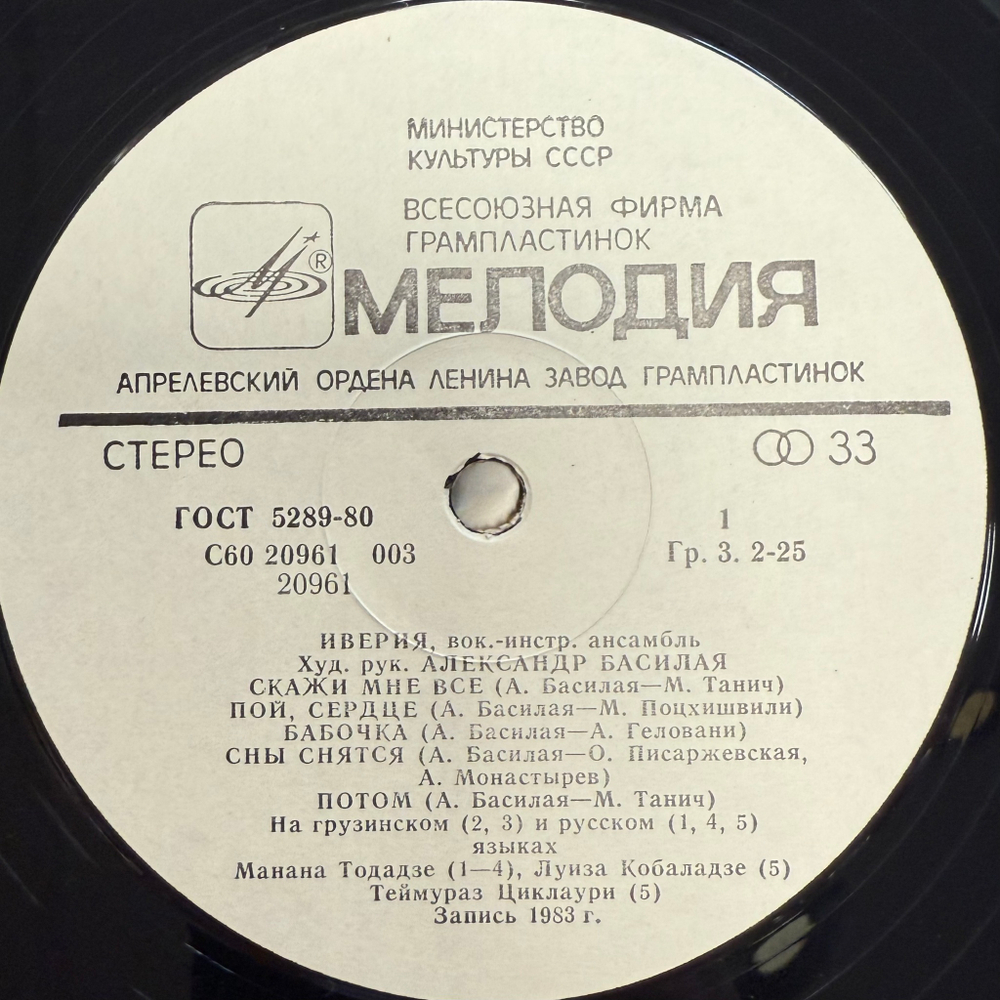 МИНИСТЕРСТВО
КУЛЬТУРЫ СССР
ВСЕСОЮЗНАЯ ФИРМА
ГРАМПЛАСТИНОК
®
МЕЛОДИЯ
АПРЕЛЕВСКИЙ ОРДЕНА ЛЕНИНА ЗАВОД ГРАМПЛАСТИНОК
СТЕРЕО 33
ГОСТ 5289-80 1
С60 20961 003 Гр. 3. 2-25
20961
ИВЕРИЯ, вок.-инстр. ансамбль
Худ. рук. АЛЕКСАНДР БАСИЛАЯ
СКАЖИ МНЕ ВСЕ (А. Басилая—М. Танич)
ПОЙ, СЕРДЦЕ (А. Басилая—М. Поцхишвили)
БАБОЧКА (А. Басилая—А. Геловани)
СНЫ СНЯТСЯ (А. Басилая—О. Писаржевская,
А. Монастырев)
ПОТОМ (А. Басилая—М. Танич)
На грузинском (2, 3) и русском (1, 4, 5)
языках
Манана Тодадзе (1—4), Луиза Кобаладзе (5)
Теймураз Циклаури (5)
Запись 1983 г.